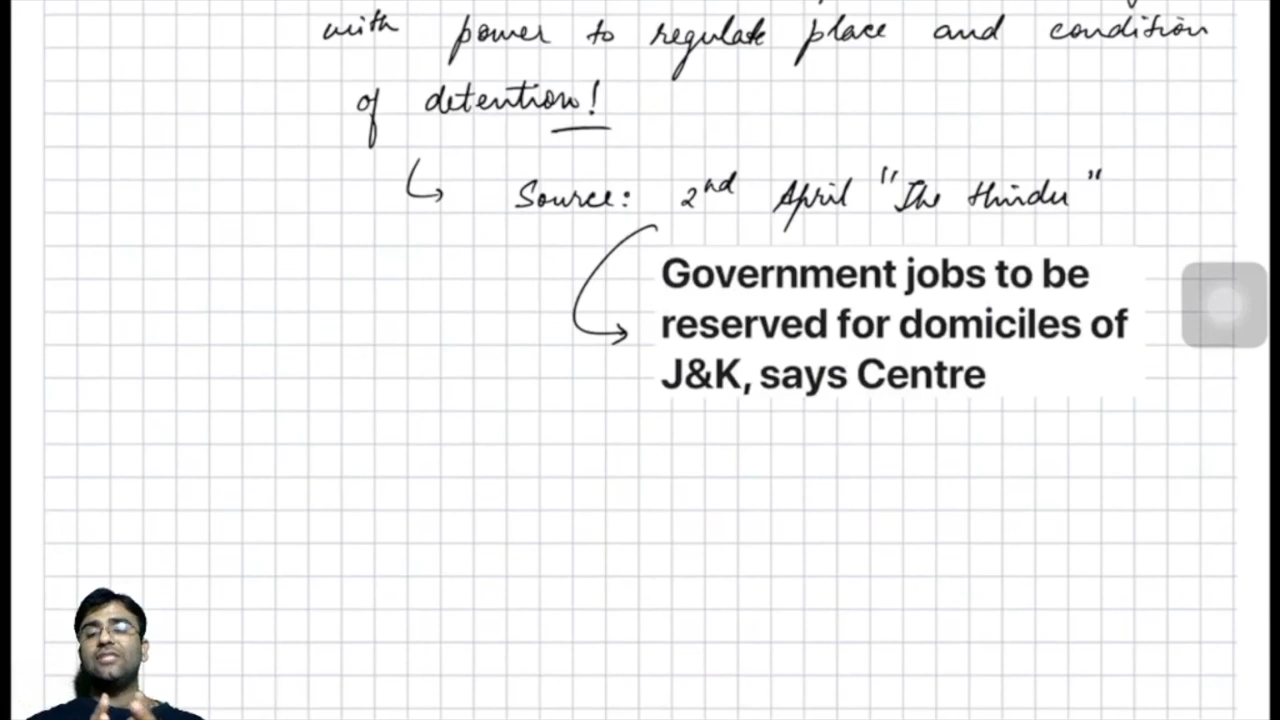 with power to regulate place and condition
of detention!
Source: 2nd April "The Hindu"
Government jobs to be
reserved for domiciles of
J&K, says Centre